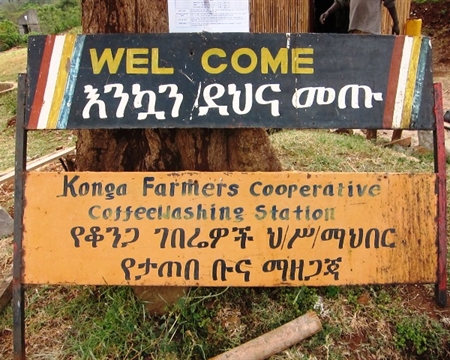 WEL COME
እንኳን/ደህና መጡ
Konga Farmers Cooperative
CoffeeWashing Station
የቆንጋ ገበሬዎች ህ/ሥ/ማህበር
የታጠበ ቡና ማዘጋጃ